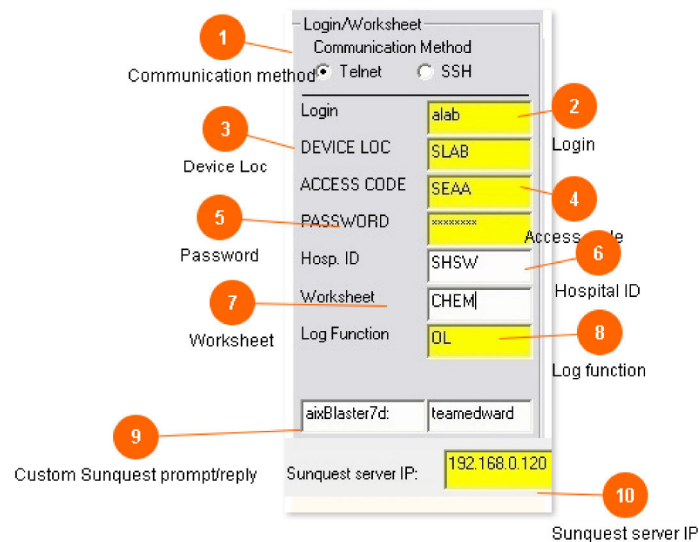 Login/Worksheet
1
Communication Method
Communication method
Telnet
SSH
Login
alab
2
Login
3
Device Loc
DEVICE LOC
SLAB
ACCESS CODE
SEAA
4
5
PASSWORD
********
Access
Password
Hosp. ID
SHSW
6
Hospital ID
7
Worksheet
Worksheet
CHEM
Log Function
OL
8
Log function
aixBlaster7d:
teamedward
9
Custom Sunquest prompt/reply
Sunquest server IP:
192.168.0.120
10
Sunquest server IP